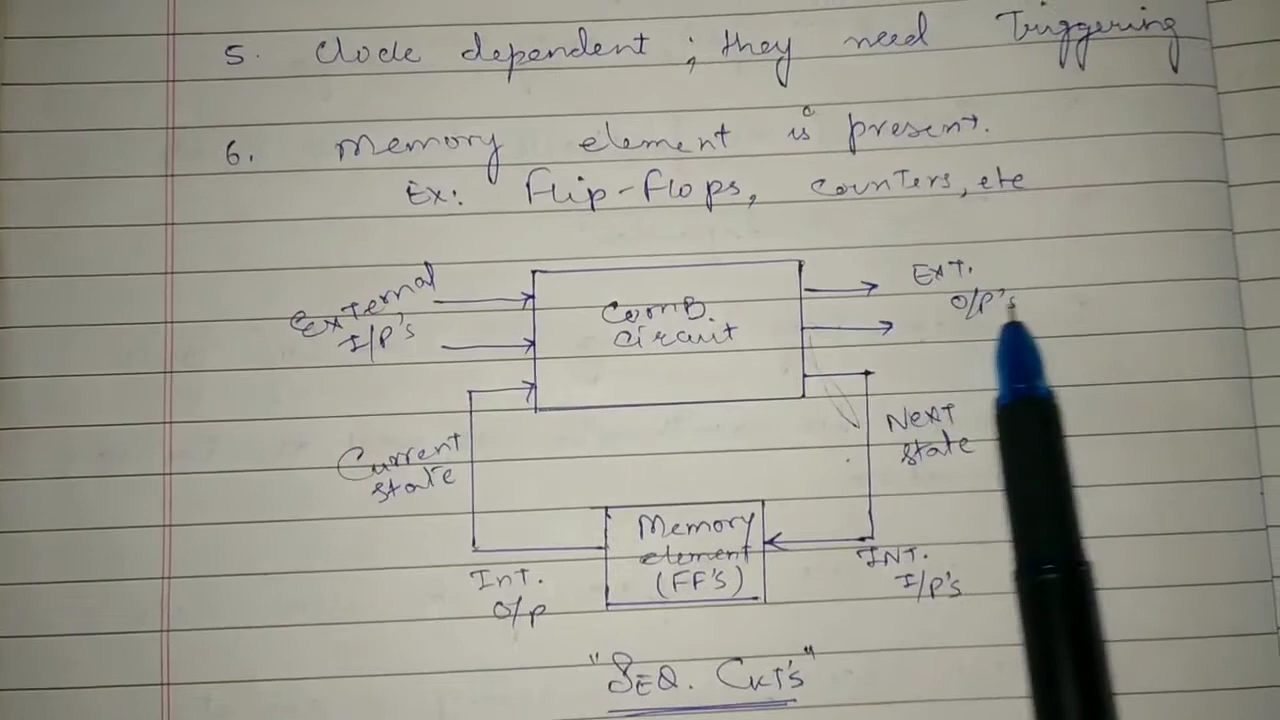 5. Clock dependent ; they need Triggering
6. Memory element is present.
Ex: Flip-Flops, counters, etc
External
I/P's
ComB.
circuit
Ext.
O/P's
Current
state
Next
state
Memory
element
(FF's)
Int.
O/p
INT.
I/P's
"SEQ. CKT's"